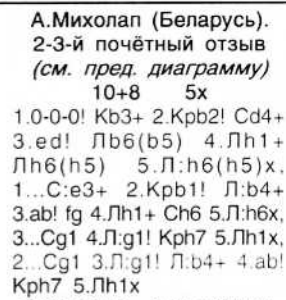 А.Михолап (Беларусь).
2-3-й почётный отзыв
(см. пред. диаграмму)
10+8 5х
1.0-0-0! Kb3+ 2.Kpb2! Cd4+
3.ed! Лb6(b5) 4.Лh1+
Лh6(h5) 5.Л:h6(h5)х,
1...C:e3+ 2.Kpb1! Л:b4+
3.ab! fg 4.Лh1+ Ch6 5.Л:h6x,
3...Cg1 4.Л:g1! Kph7 5.Лh1x,
2...Cg1 3.Л:g1! Л:b4+ 4.ab!
Kph7 5.Лh1x